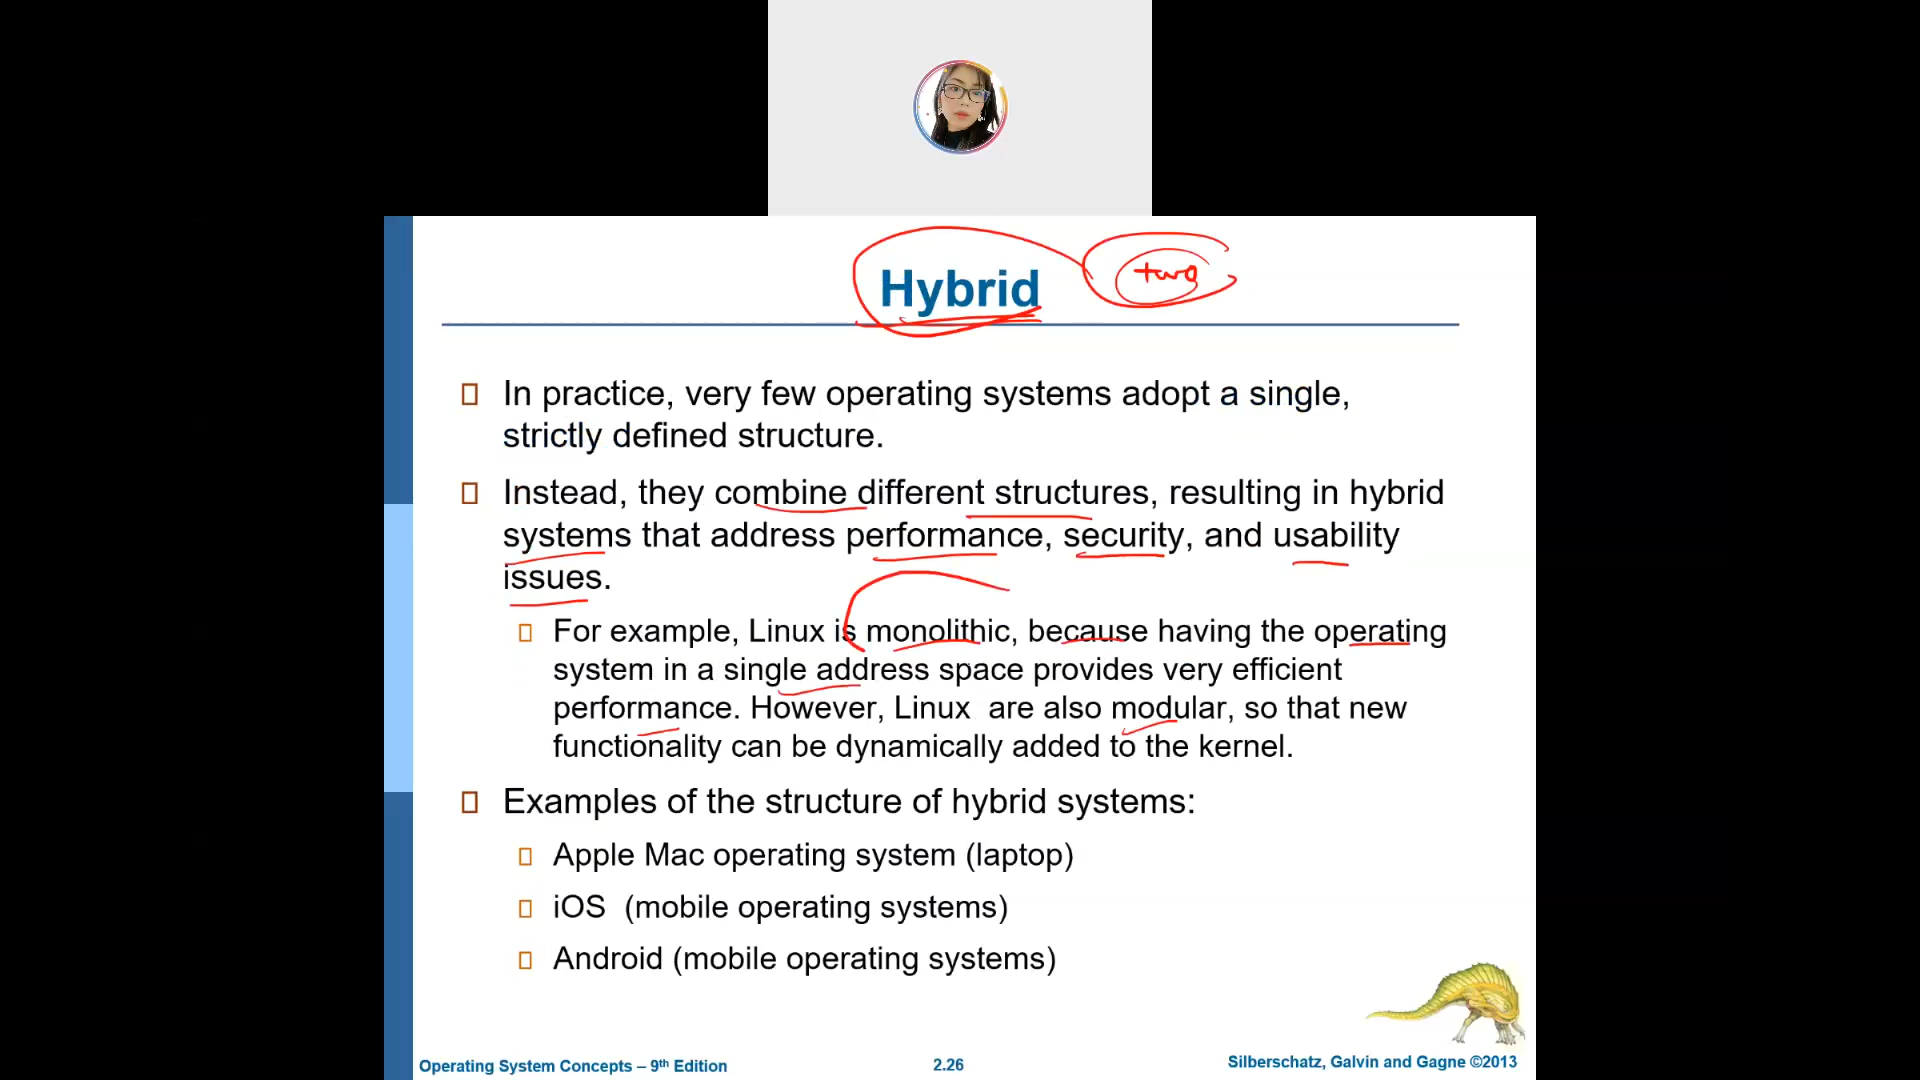 Hybrid
two
In practice, very few operating systems adopt a single,
strictly defined structure.
Instead, they combine different structures, resulting in hybrid
systems that address performance, security, and usability
issues.
For example, Linux is monolithic, because having the operating
system in a single address space provides very efficient
performance. However, Linux  are also modular, so that new
functionality can be dynamically added to the kernel.
Examples of the structure of hybrid systems:
Apple Mac operating system (laptop)
iOS  (mobile operating systems)
Android (mobile operating systems)
Operating System Concepts – 9th Edition
2.26
Silberschatz, Galvin and Gagne ©2013